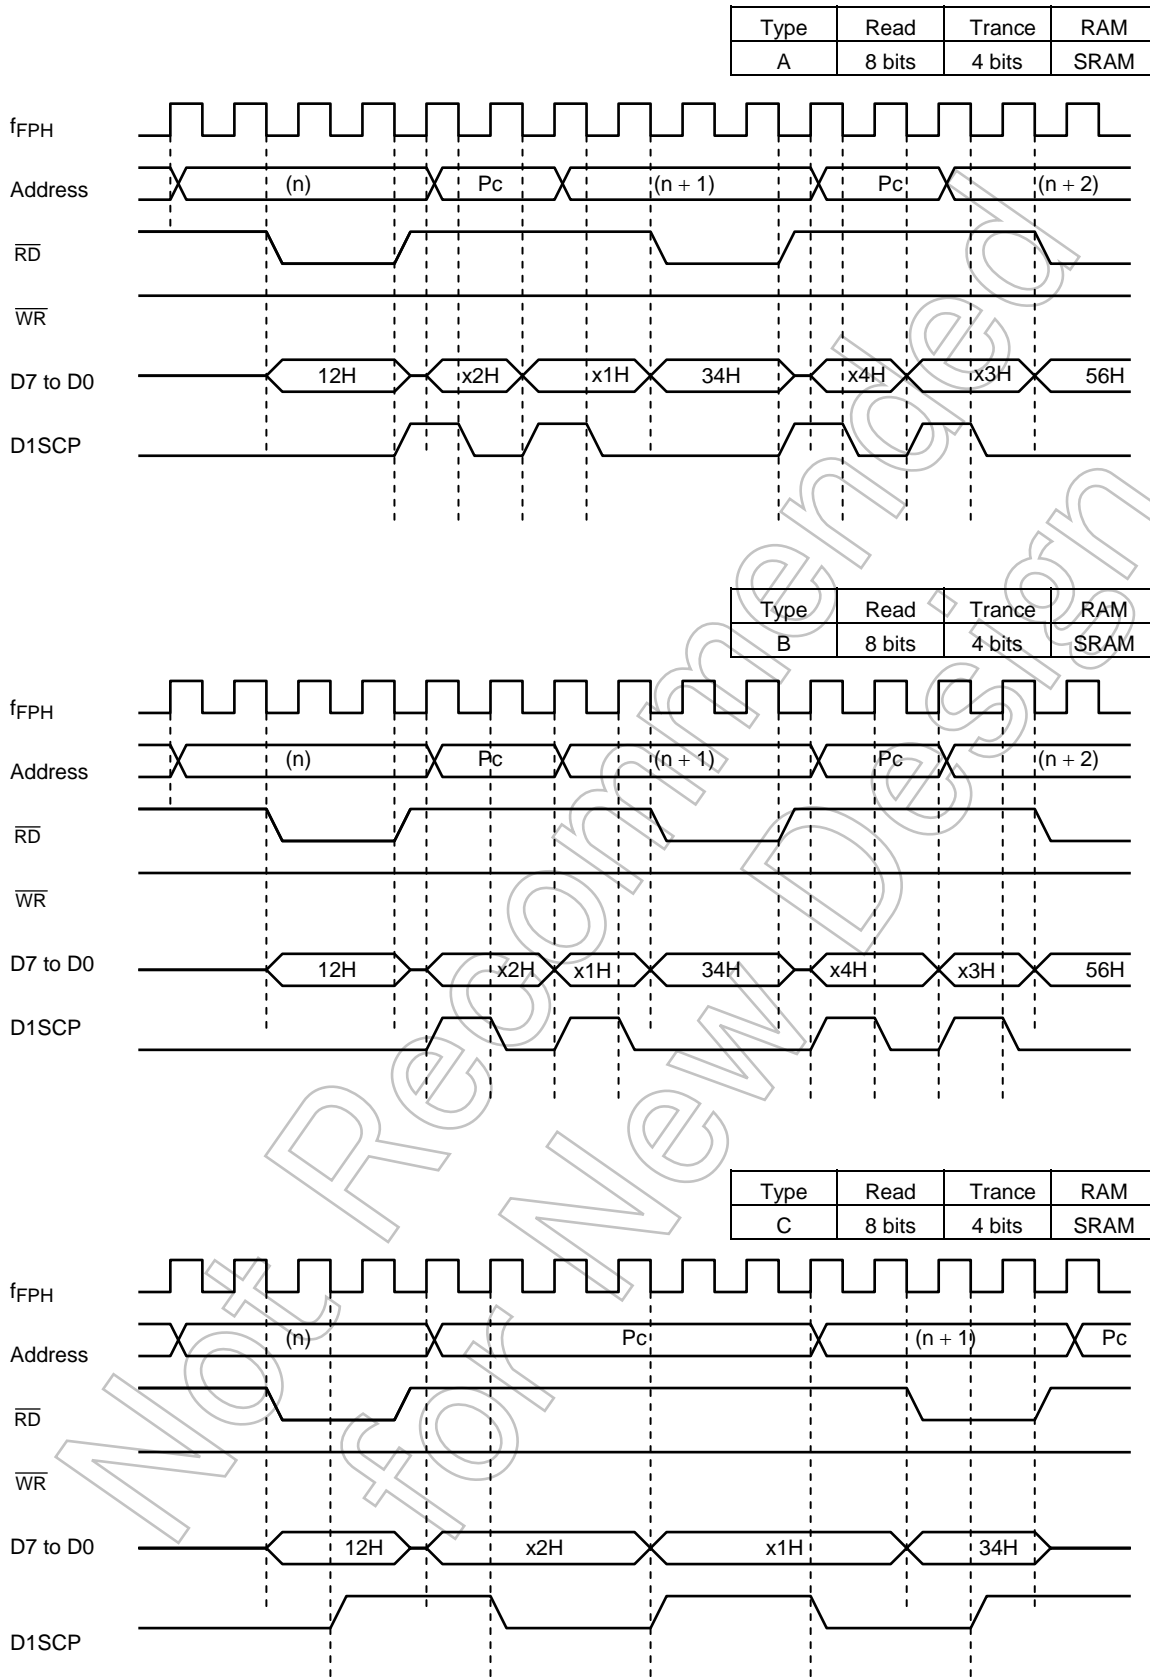 Type Read Trance RAM
A 8 bits 4 bits SRAM
fFPH
Address (n) Pc (n + 1) Pc (n + 2)
RD
WR
D7 to D0 12H x2H x1H 34H x4H x3H 56H
D1SCP
Type Read Trance RAM
B 8 bits 4 bits SRAM
fFPH
Address (n) Pc (n + 1) Pc (n + 2)
RD
WR
D7 to D0 12H x2H x1H 34H x4H x3H 56H
D1SCP
Type Read Trance RAM
C 8 bits 4 bits SRAM
fFPH
Address (n) Pc (n + 1) Pc
RD
WR
D7 to D0 12H x2H x1H 34H
D1SCP
Not Recommended
for New Design